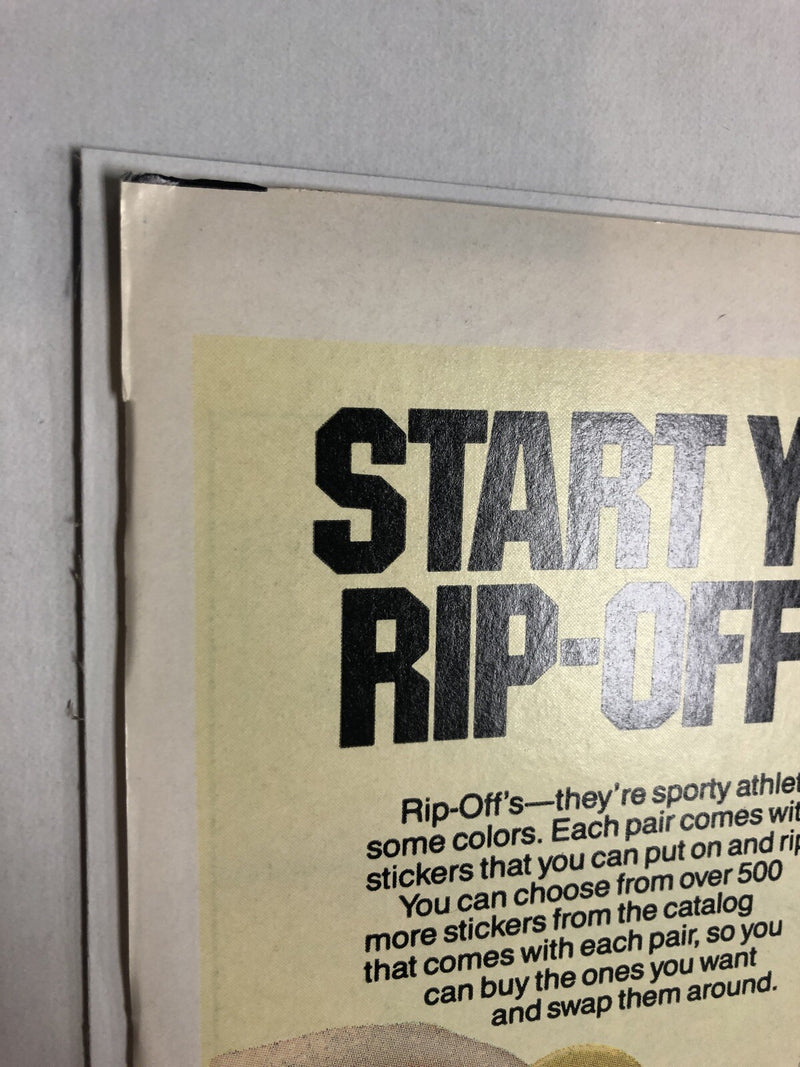 START Y
RIP-OFF
Rip-Off's—they're sporty athlet
some colors. Each pair comes wit
stickers that you can put on and rip
You can choose from over 500
more stickers from the catalog
that comes with each pair, so you
can buy the ones you want
and swap them around.